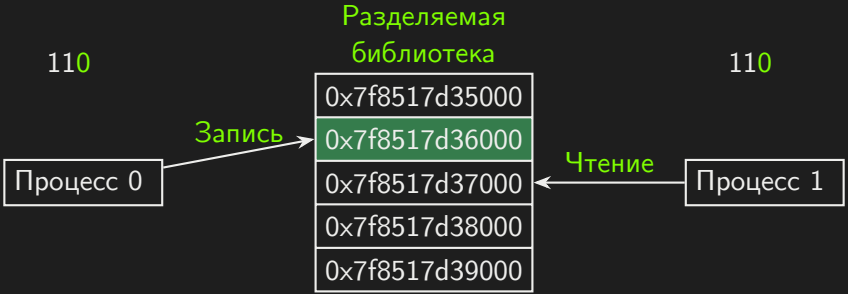 Разделяемая
библиотека
110
110
0x7f8517d35000
Запись
0x7f8517d36000
Чтение
Процесс 0
0x7f8517d37000
Процесс 1
0x7f8517d38000
0x7f8517d39000